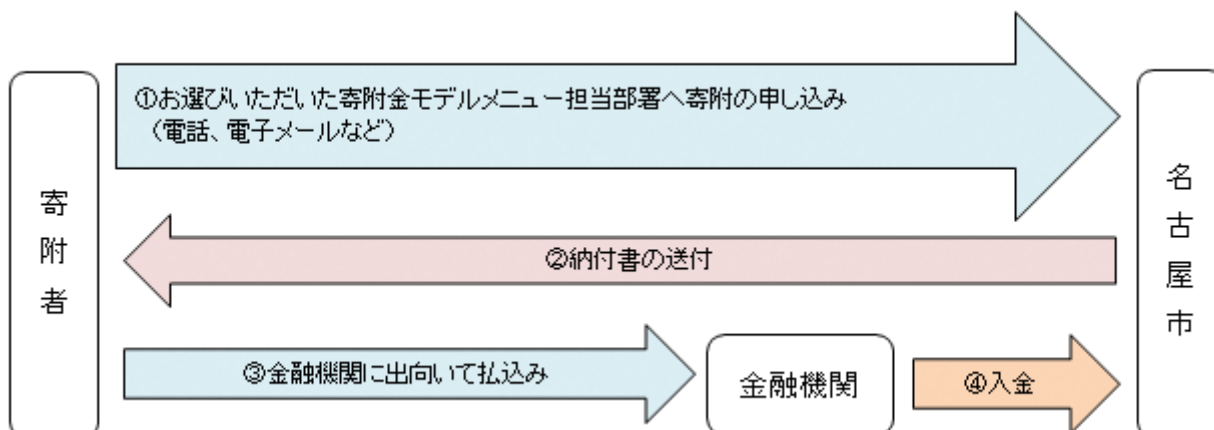 ①お選びいただいた寄附金モデルメニュー担当部署へ寄附の申し込み
（電話、電子メールなど）
寄附者
名古屋市
②納付書の送付
③金融機関に出向いて払込み
金融機関
④入金